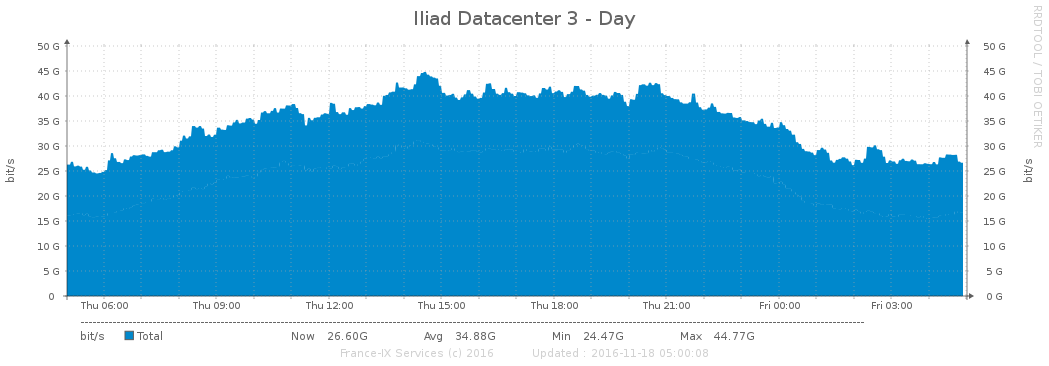 Iliad Datacenter 3 - Day
RRDTOOL / TOBI OETIKER
50 G 50 G
45 G 45 G
40 G 40 G
35 G 35 G
30 G 30 G
25 G 25 G
20 G 20 G
15 G 15 G
10 G 10 G
5 G 5 G
0 0 G
bit/s bit/s
Thu 06:00 Thu 09:00 Thu 12:00 Thu 15:00 Thu 18:00 Thu 21:00 Fri 00:00 Fri 03:00
bit/s Total Now 26.60G Avg 34.88G Min 24.47G Max 44.77G
France-IX Services (c) 2016 Updated : 2016-11-18 05:00:08